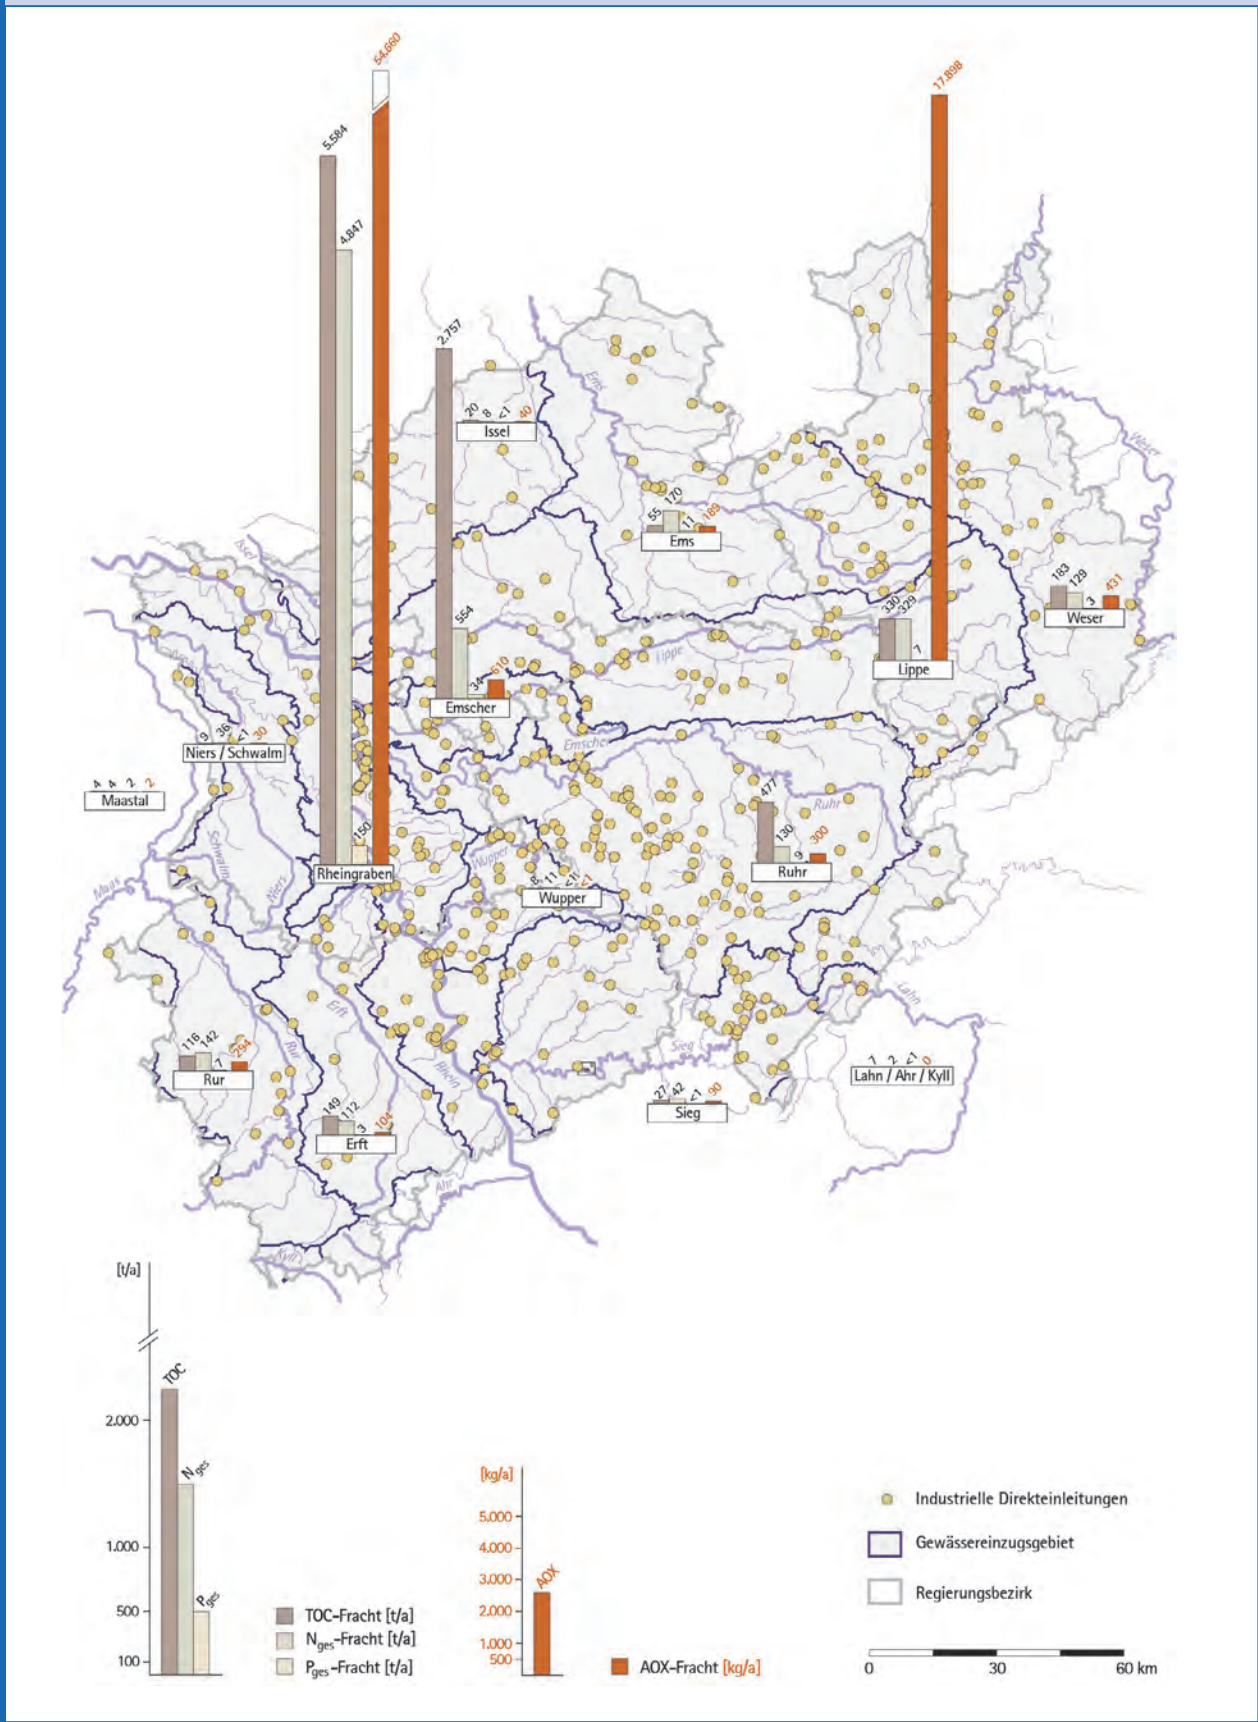 54.660
17.898
5.584
4.847
2.757
20 8 <1 40
Issel
Ems
Weser
55 170 11 189
Ems
Issel
183 129 3 431
Weser
554
330 329 7
Lippe
Lippe
34 610
Emscher
9 36 <1 30
Niers / Schwalm
Emscher
4 4 2 2
Maastal
477 130 9 300
Ruhr
Ruhr
150
Rheingraben
Schwalm
Niers
Maas
Wupper
8 11 <1 <1
Wupper
Lahn
Erft
Rur
Rhein
Sieg
116 142 7 294
Rur
7 2 <1 0
Lahn / Ahr / Kyll
27 42 <1 90
Sieg
149 112 3 104
Erft
Ahr
Kyll
[t/a]
TOC
2.000
Nges
1.000
Pges
500
100
[kg/a]
5.000
4.000
3.000
AOX
2.000
1.000
500
TOC-Fracht [t/a]
Nges-Fracht [t/a]
Pges-Fracht [t/a]
AOX-Fracht [kg/a]
Industrielle Direkteinleitungen
Gewässereinzugsgebiet
Regierungsbezirk
0 30 60 km